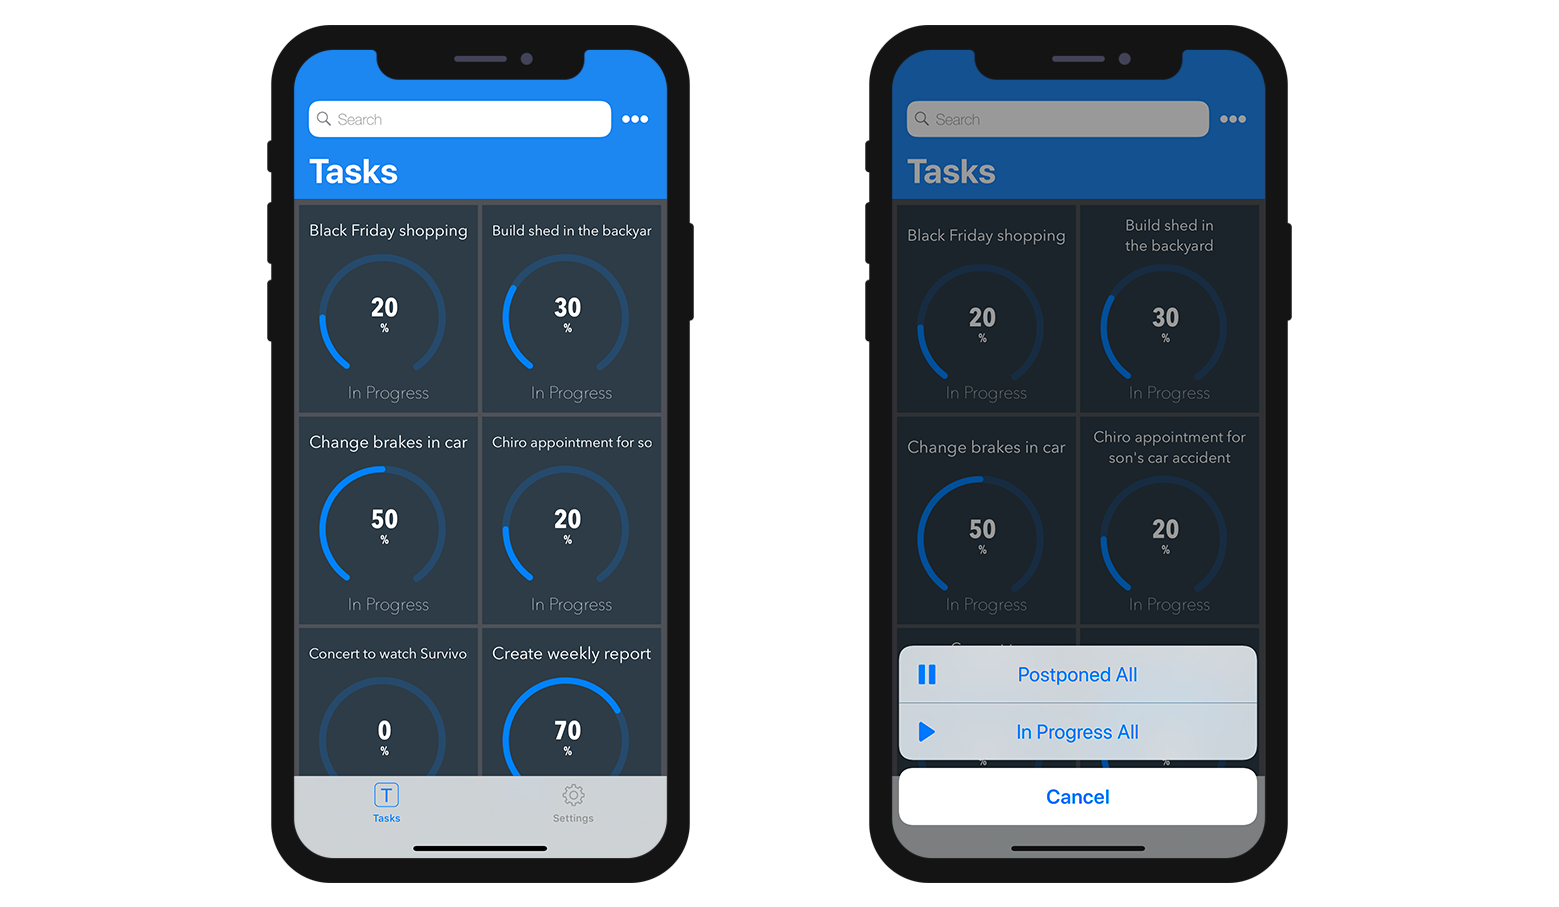 Search
Tasks
Black Friday shopping
Build shed in the backyar
20
%
30
%
In Progress
In Progress
Change brakes in car
Chiro appointment for so
50
%
20
%
In Progress
In Progress
Concert to watch Survivo
Create weekly report
0
%
70
%
T
Tasks
Settings
Search
Tasks
Black Friday shopping
Build shed in
the backyard
20
%
30
%
In Progress
In Progress
Change brakes in car
Chiro appointment for
son's car accident
50
%
20
%
In Progress
In Progress
Postponed All
In Progress All
%
%
Cancel